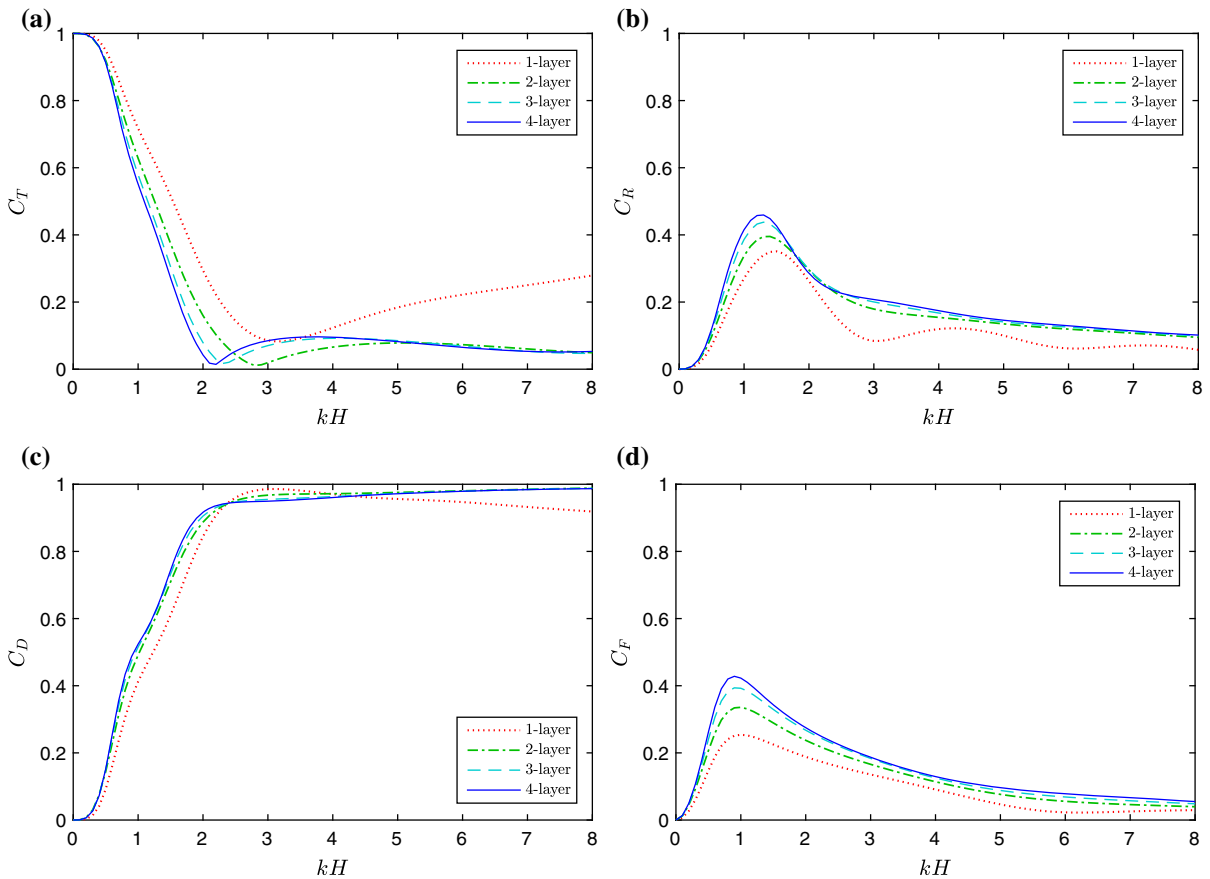 (a)
1
0.8
0.6
0.4
0.2
0
C_T
0 1 2 3 4 5 6 7 8
kH
1-layer
2-layer
3-layer
4-layer
(b)
1
0.8
0.6
0.4
0.2
0
C_R
0 1 2 3 4 5 6 7 8
kH
1-layer
2-layer
3-layer
4-layer
(c)
1
0.8
0.6
0.4
0.2
0
C_D
0 1 2 3 4 5 6 7 8
kH
1-layer
2-layer
3-layer
4-layer
(d)
1
0.8
0.6
0.4
0.2
0
C_F
0 1 2 3 4 5 6 7 8
kH
1-layer
2-layer
3-layer
4-layer